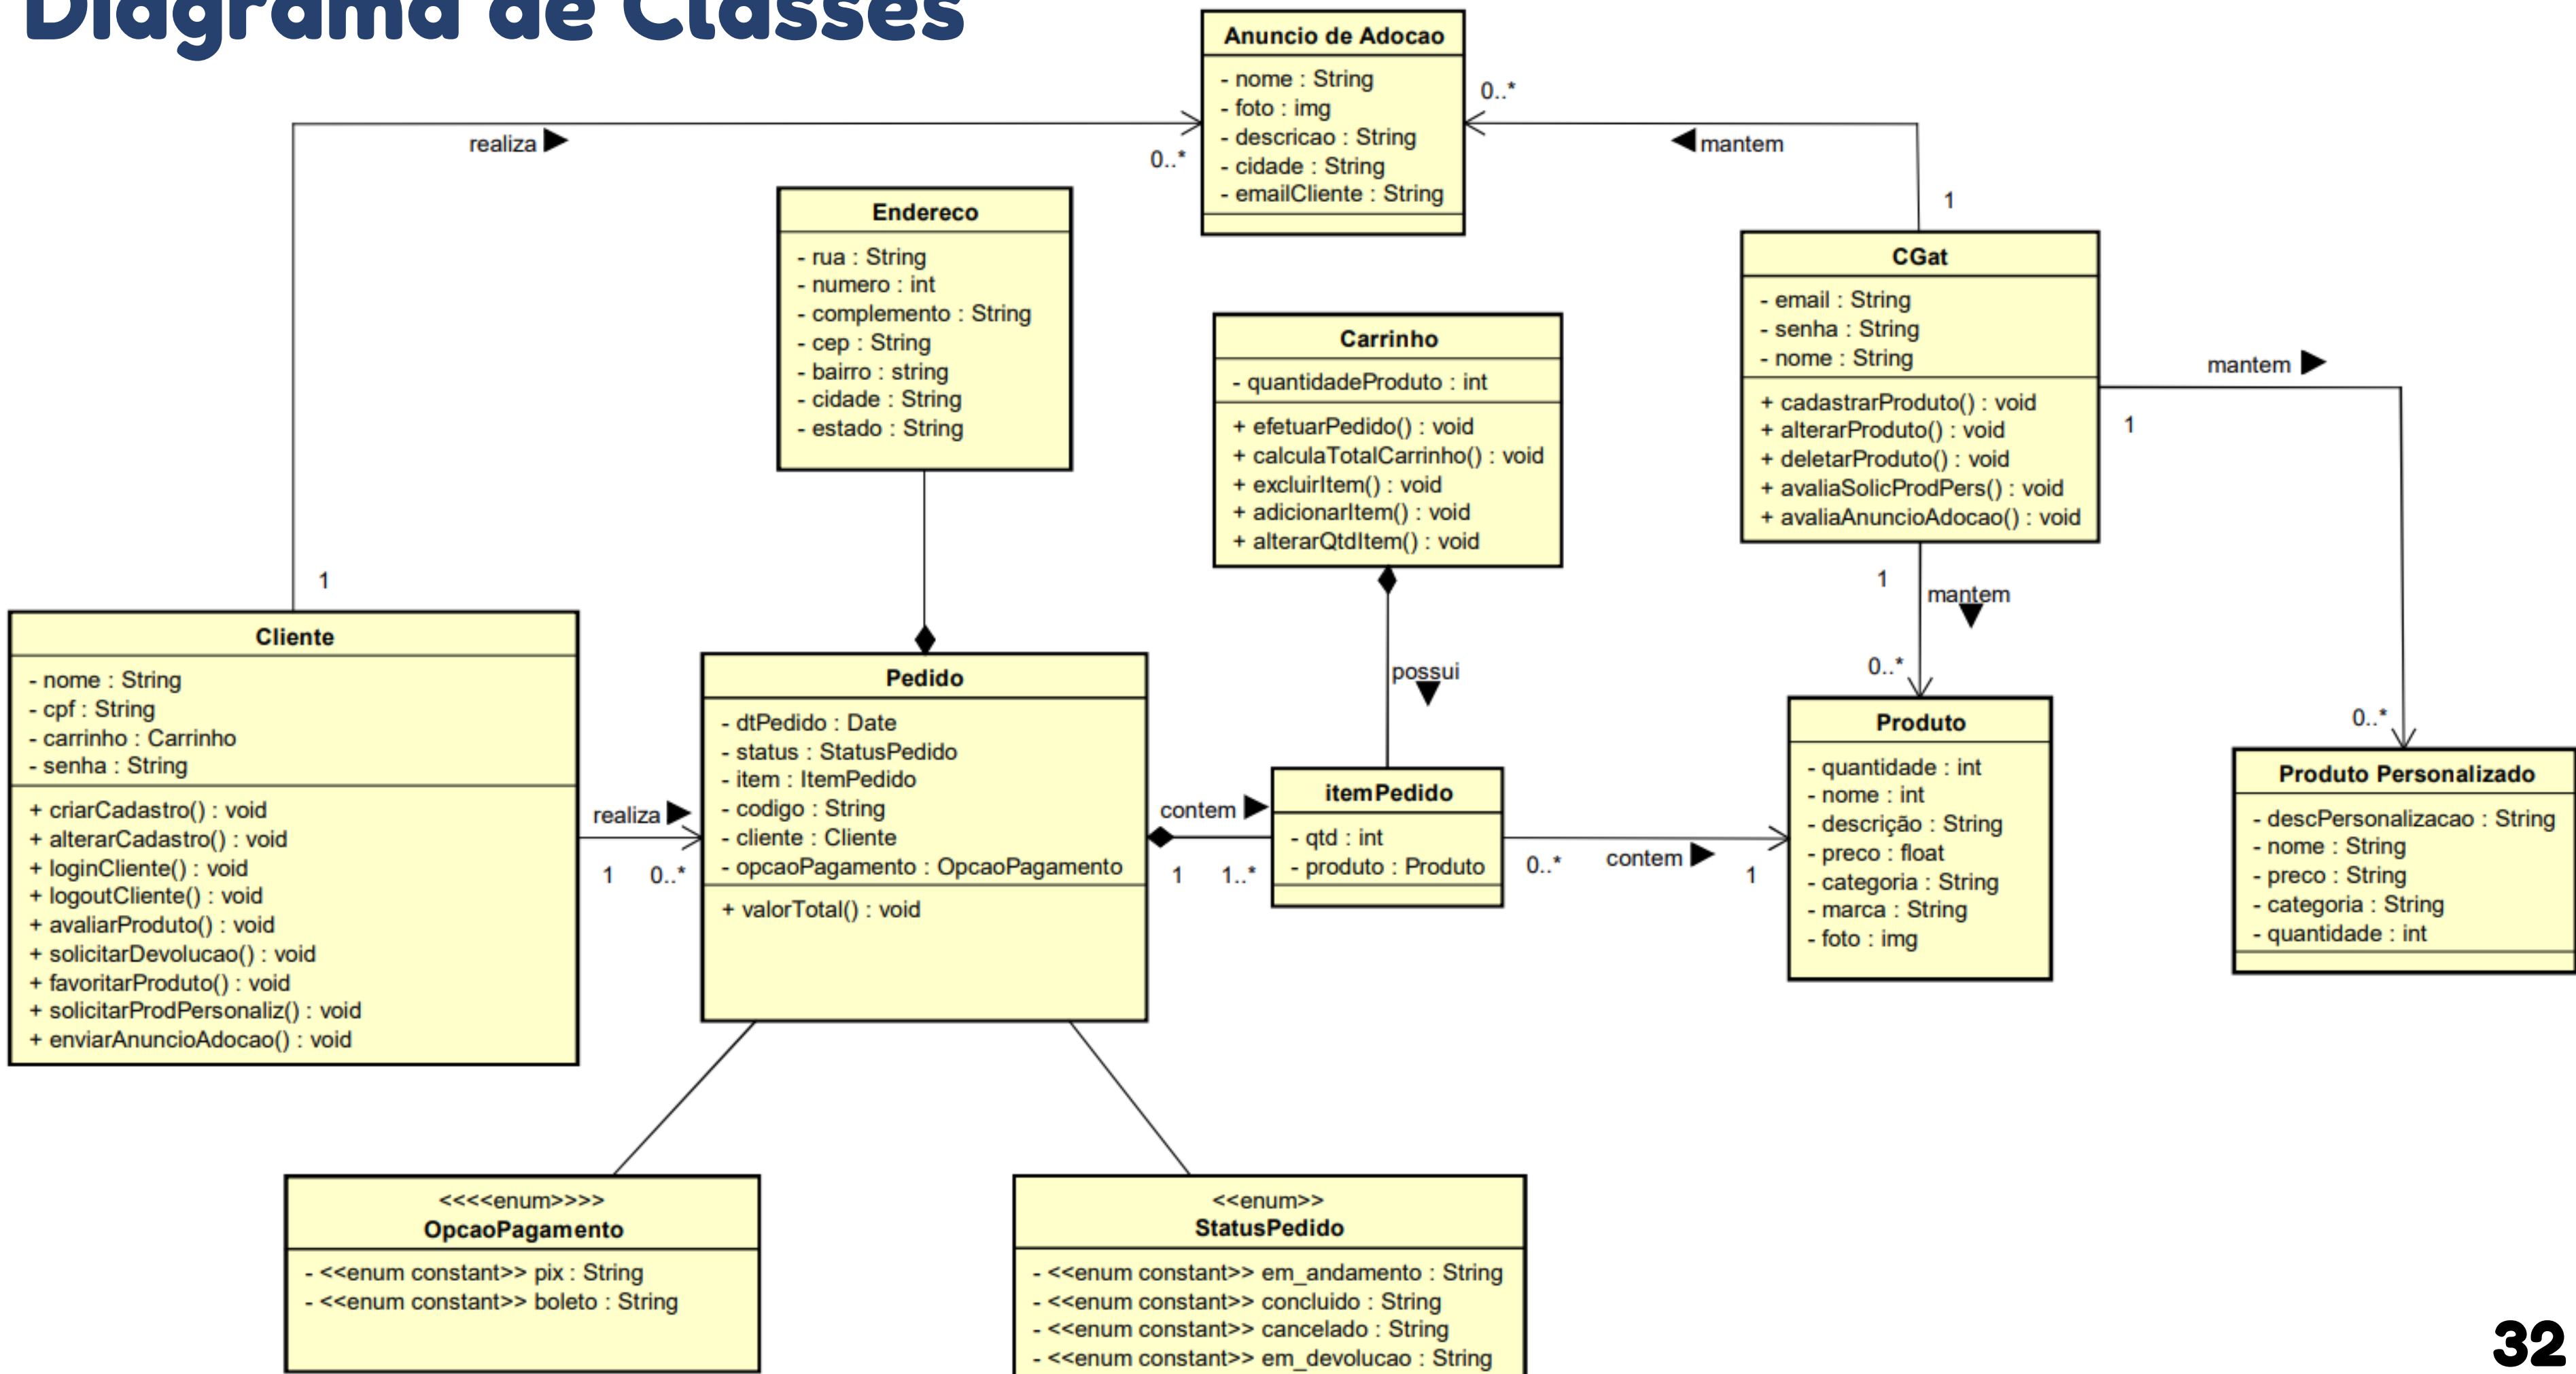 Diagrama de Classes
Anuncio de Adocao
- nome : String
- foto : img
- descricao : String
- cidade : String
- emailCliente : String
0..*
realiza
0..*
mantem
1
Endereco
- rua : String
- numero : int
- complemento : String
- cep : String
- bairro : string
- cidade : String
- estado : String
Carrinho
- quantidadeProduto : int
+ efetuarPedido() : void
+ calculaTotalCarrinho() : void
+ excluirItem() : void
+ adicionarItem() : void
+ alterarQtdItem() : void
CGat
- email : String
- senha : String
- nome : String
+ cadastrarProduto() : void
+ alterarProduto() : void
+ deletarProduto() : void
+ avaliaSolicProdPers() : void
+ avaliaAnuncioAdocao() : void
mantem
1
1
mantem
0..*
0..*
1
Cliente
- nome : String
- cpf : String
- carrinho : Carrinho
- senha : String
+ criarCadastro() : void
+ alterarCadastro() : void
+ loginCliente() : void
+ logoutCliente() : void
+ avaliarProduto() : void
+ solicitarDevolucao() : void
+ favoritarProduto() : void
+ solicitarProdPersonaliz() : void
+ enviarAnuncioAdocao() : void
realiza
1
0..*
Pedido
- dtPedido : Date
- status : StatusPedido
- item : ItemPedido
- codigo : String
- cliente : Cliente
- opcaoPagamento : OpcaoPagamento
+ valorTotal() : void
possui
contem
1
1..*
itemPedido
- qtd : int
- produto : Produto
0..*
contem
1
Produto
- quantidade : int
- nome : int
- descrição : String
- preco : float
- categoria : String
- marca : String
- foto : img
Produto Personalizado
- descPersonalizacao : String
- nome : String
- preco : String
- categoria : String
- quantidade : int
<<<<enum>>>>
OpcaoPagamento
- <<enum constant>> pix : String
- <<enum constant>> boleto : String
<<enum>>
StatusPedido
- <<enum constant>> em_andamento : String
- <<enum constant>> concluido : String
- <<enum constant>> cancelado : String
- <<enum constant>> em_devolucao : String
32